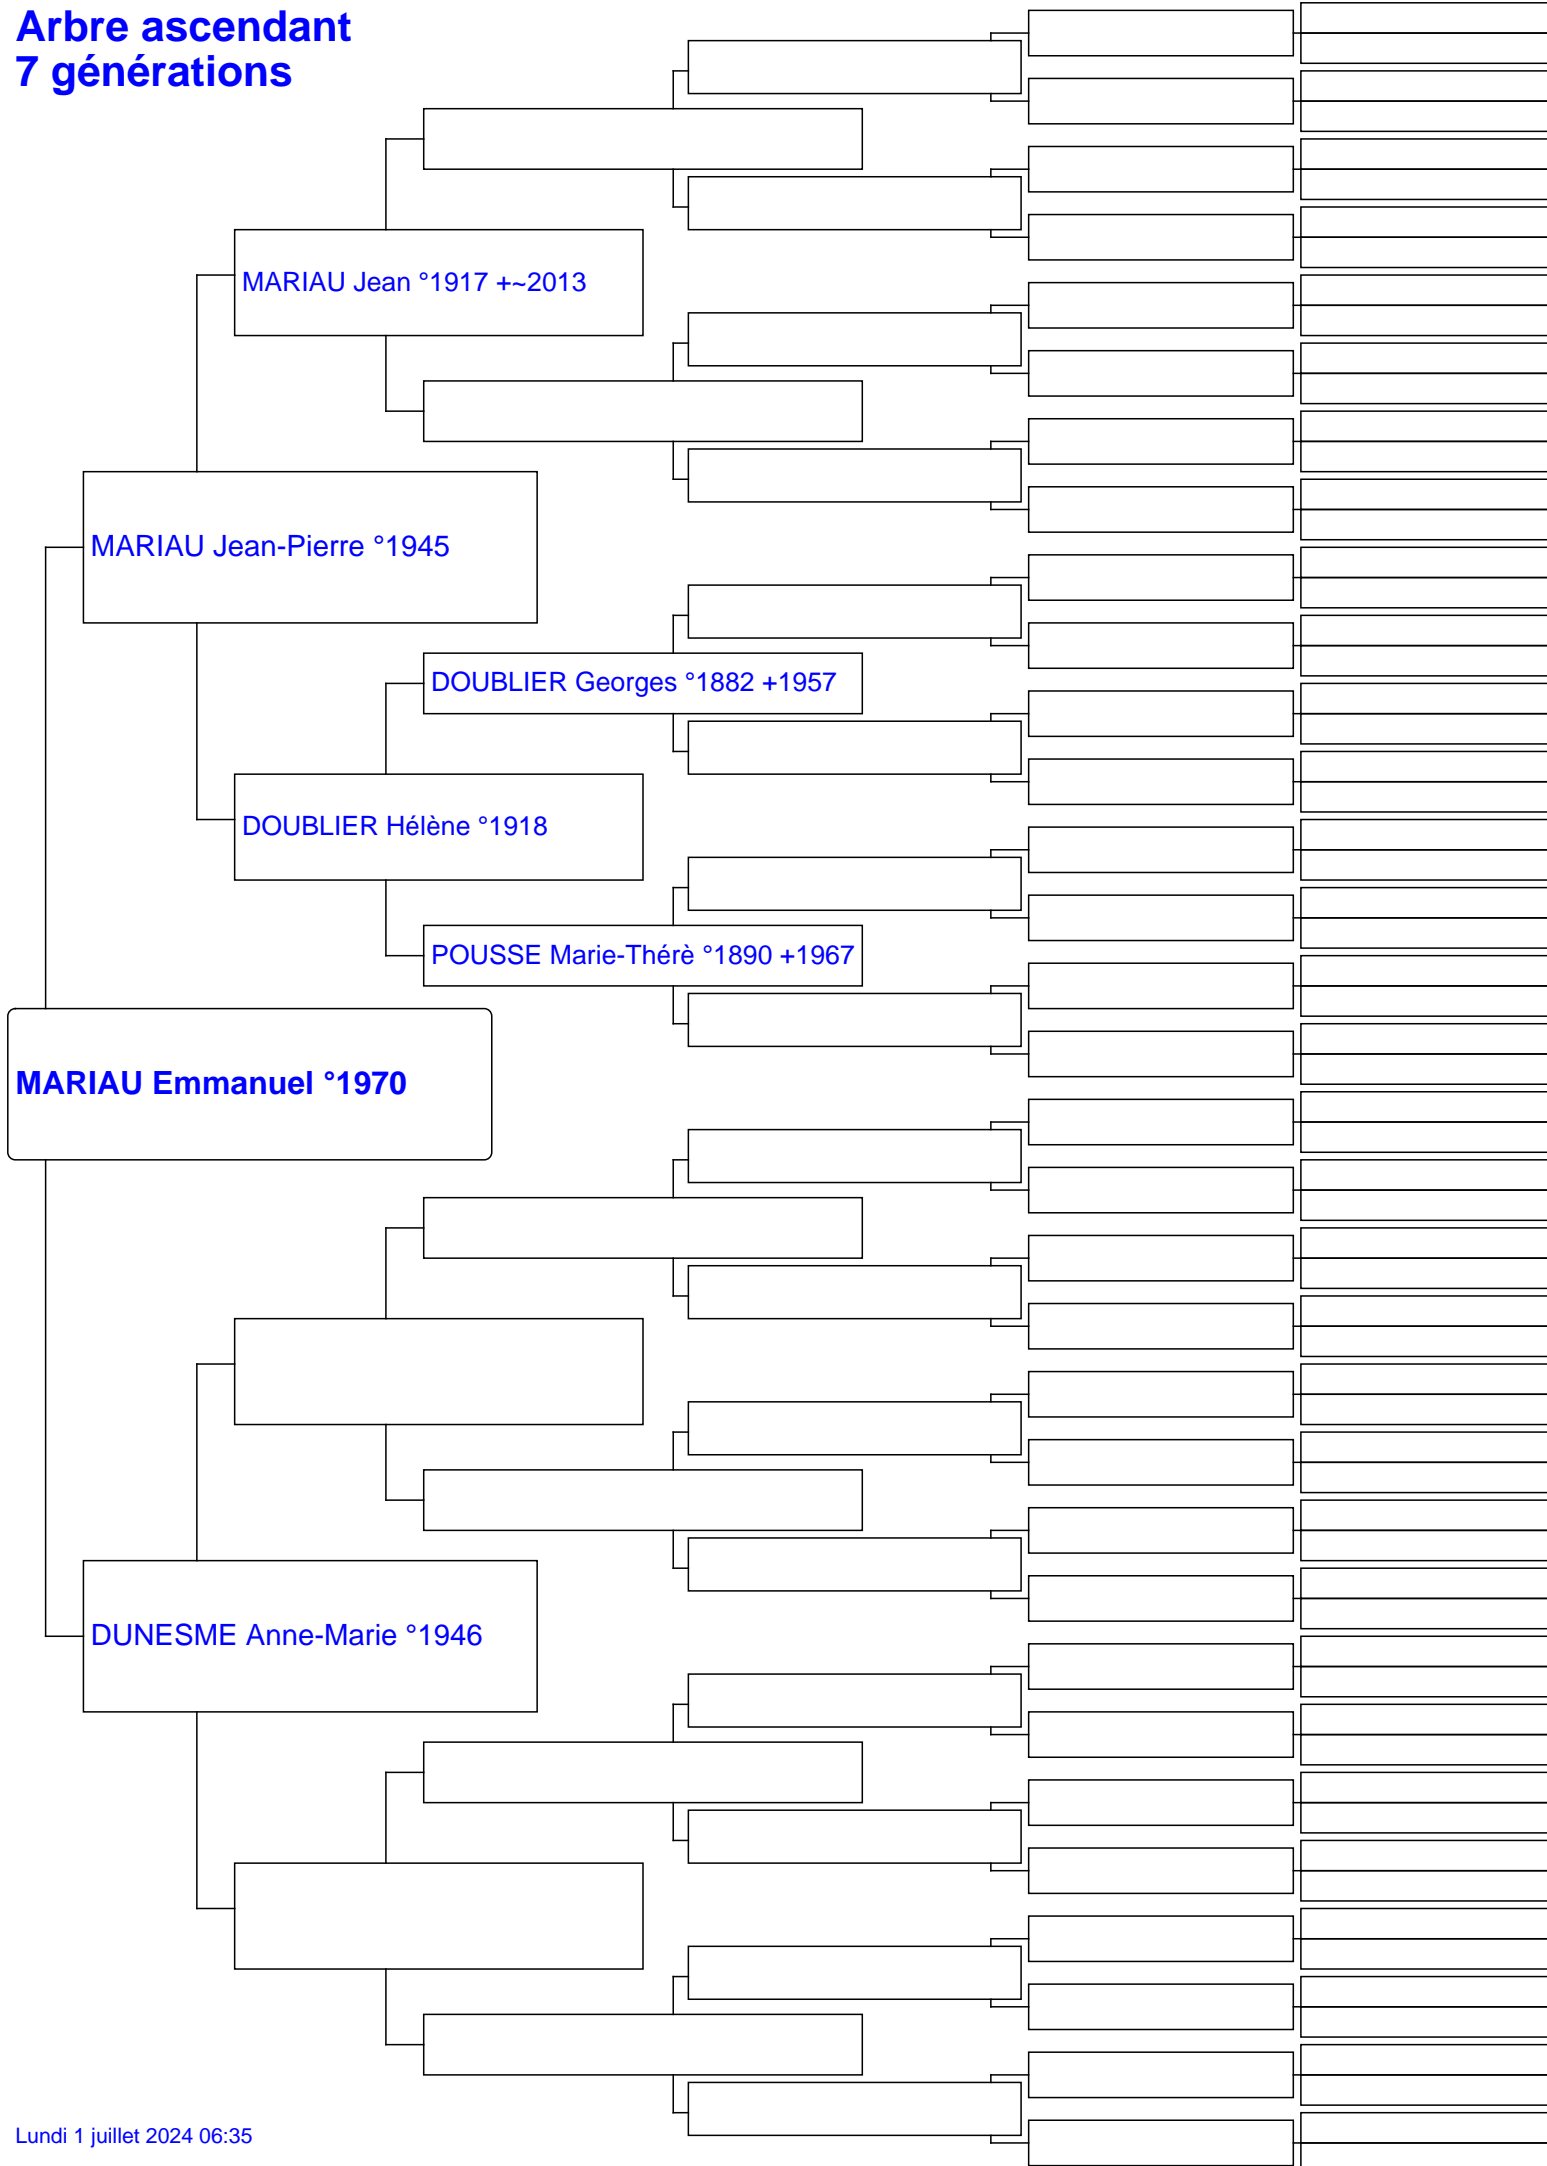 Arbre ascendant
7 générations
MARIAU Jean °1917 +~2013
MARIAU Jean-Pierre °1945
DOUBLIER Georges °1882 +1957
DOUBLIER Hélène °1918
POUSSE Marie-Thérè °1890 +1967
MARIAU Emmanuel °1970
DUNESME Anne-Marie °1946
Lundi 1 juillet 2024 06:35